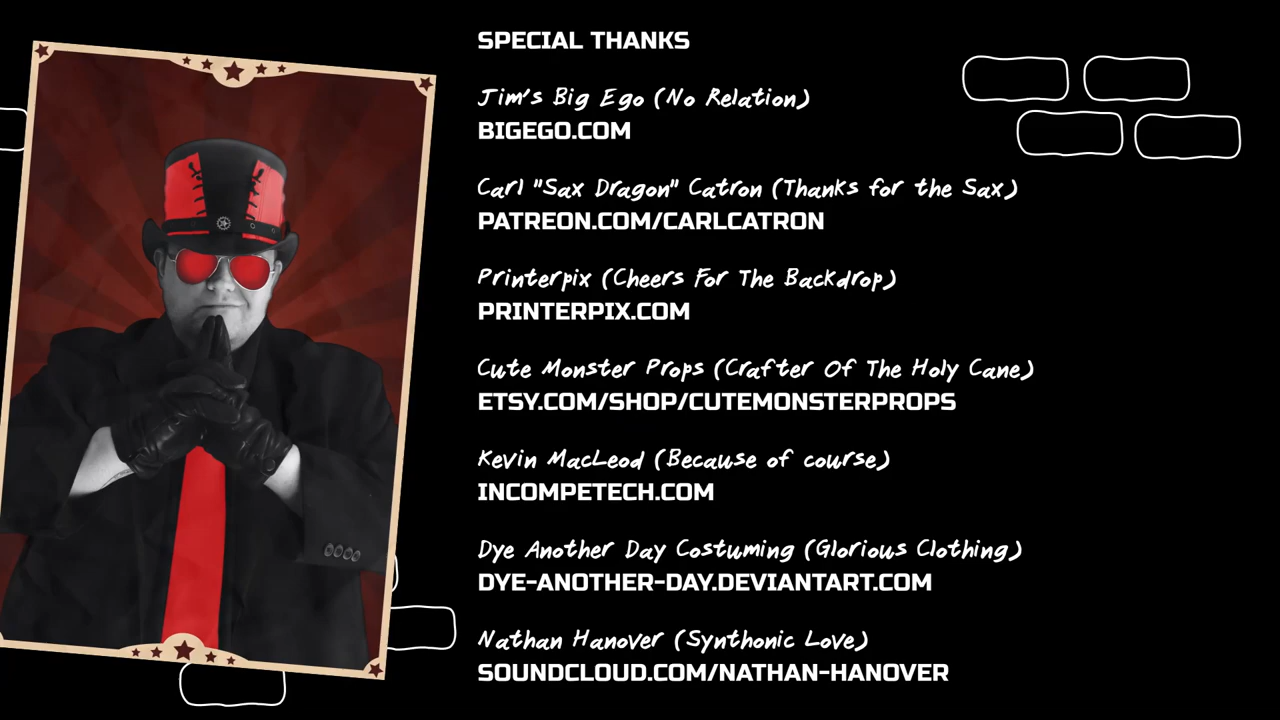 SPECIAL THANKS
Jim's Big Ego (No Relation)
BIGEGO.COM
Carl "Sax Dragon" Catron (Thanks for the Sax)
PATREON.COM/CARLCATRON
Printerpix (Cheers For The Backdrop)
PRINTERPIX.COM
Cute Monster Props (Crafter Of The Holy Cane)
ETSY.COM/SHOP/CUTEMONSTERPROPS
Kevin MacLeod (Because of course)
INCOMPETECH.COM
Dye Another Day Costuming (Glorious Clothing)
DYE-ANOTHER-DAY.DEVIANTART.COM
Nathan Hanover (Synthonic Love)
SOUNDCLOUD.COM/NATHAN-HANOVER